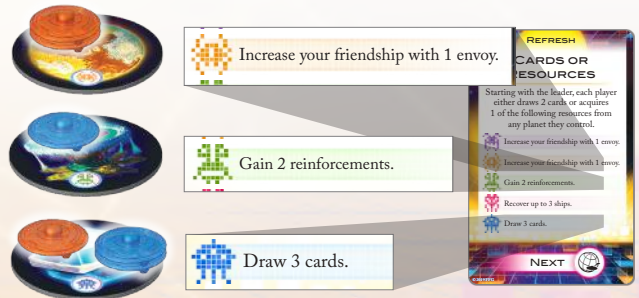 Increase your friendship with 1 envoy.
Gain 2 reinforcements.
Draw 3 cards.
REFRESH
CARDS OR
RESOURCES
Starting with the leader, each player
either draws 2 cards or acquires
1 of the following resources from
any planet they control.
Increase your friendship with 1 envoy.
Increase your friendship with 1 envoy.
Gain 2 reinforcements.
Recover up to 3 ships.
Draw 3 cards.
NEXT